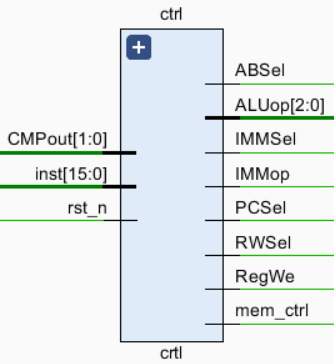 ctrl
CMPout[1:0]
inst[15:0]
rst_n
ABSel
ALUop[2:0]
IMMSel
IMMop
PCSel
RWSel
RegWe
mem_ctrl
crtl